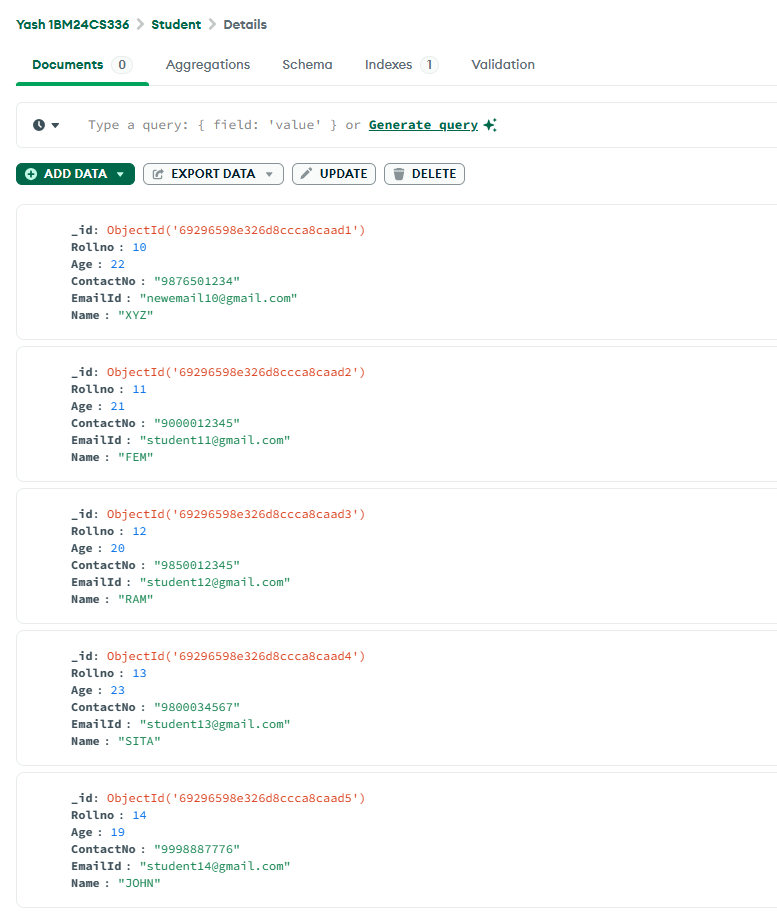 Yash 1BM24CS336 > Student > Details
Documents 0 Aggregations Schema Indexes 1 Validation
Type a query: { field: 'value' } or Generate query
ADD DATA EXPORT DATA UPDATE DELETE
_id: ObjectId('69296598e326d8ccca8caad1')
Rollno : 10
Age : 22
ContactNo : "9876501234"
EmailId : "newemail10@gmail.com"
Name : "XYZ"
_id: ObjectId('69296598e326d8ccca8caad2')
Rollno : 11
Age : 21
ContactNo : "9000012345"
EmailId : "student11@gmail.com"
Name : "FEM"
_id: ObjectId('69296598e326d8ccca8caad3')
Rollno : 12
Age : 20
ContactNo : "9850012345"
EmailId : "student12@gmail.com"
Name : "RAM"
_id: ObjectId('69296598e326d8ccca8caad4')
Rollno : 13
Age : 23
ContactNo : "9800034567"
EmailId : "student13@gmail.com"
Name : "SITA"
_id: ObjectId('69296598e326d8ccca8caad5')
Rollno : 14
Age : 19
ContactNo : "9998887776"
EmailId : "student14@gmail.com"
Name : "JOHN"